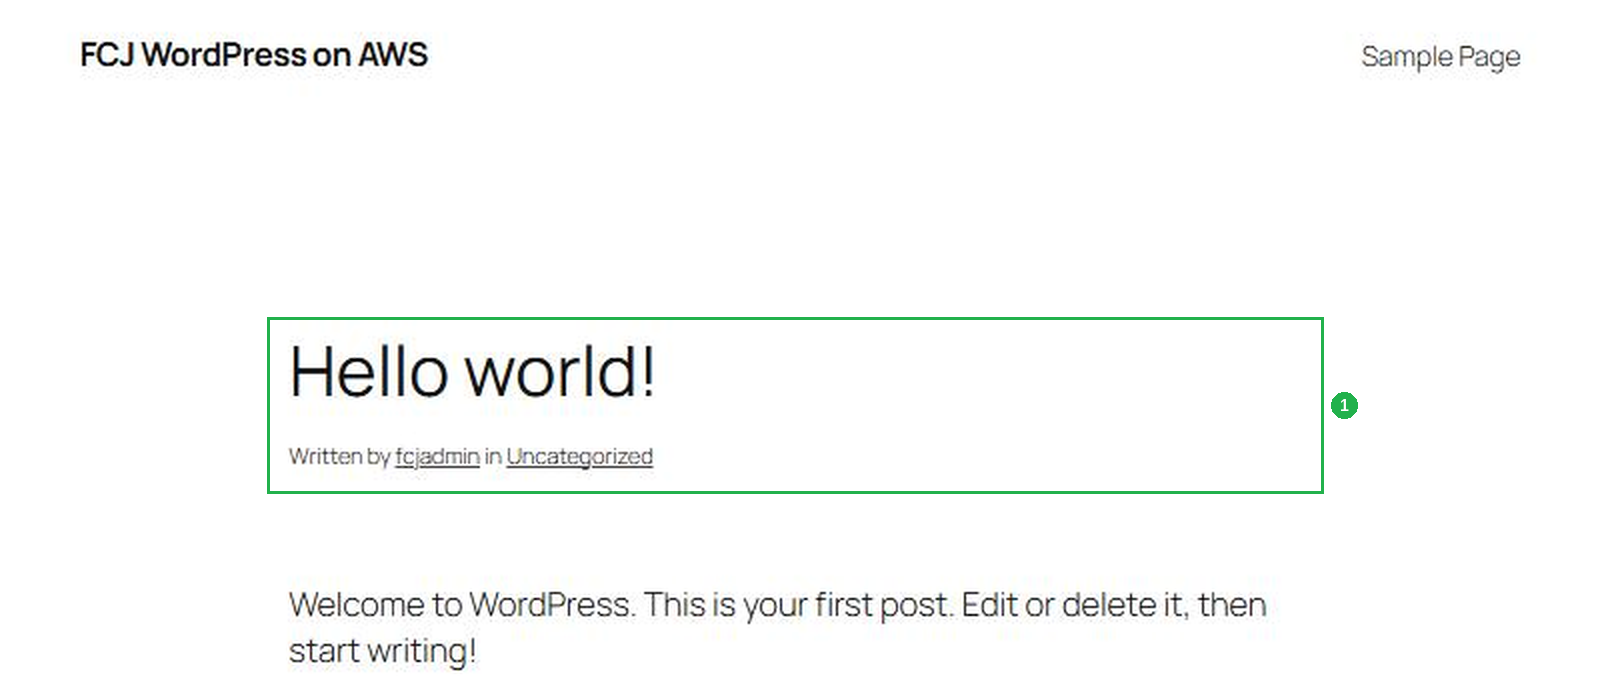 FCJ WordPress on AWS
Sample Page
Hello world!
1
Written by fcjadmin in Uncategorized
Welcome to WordPress. This is your first post. Edit or delete it, then
start writing!